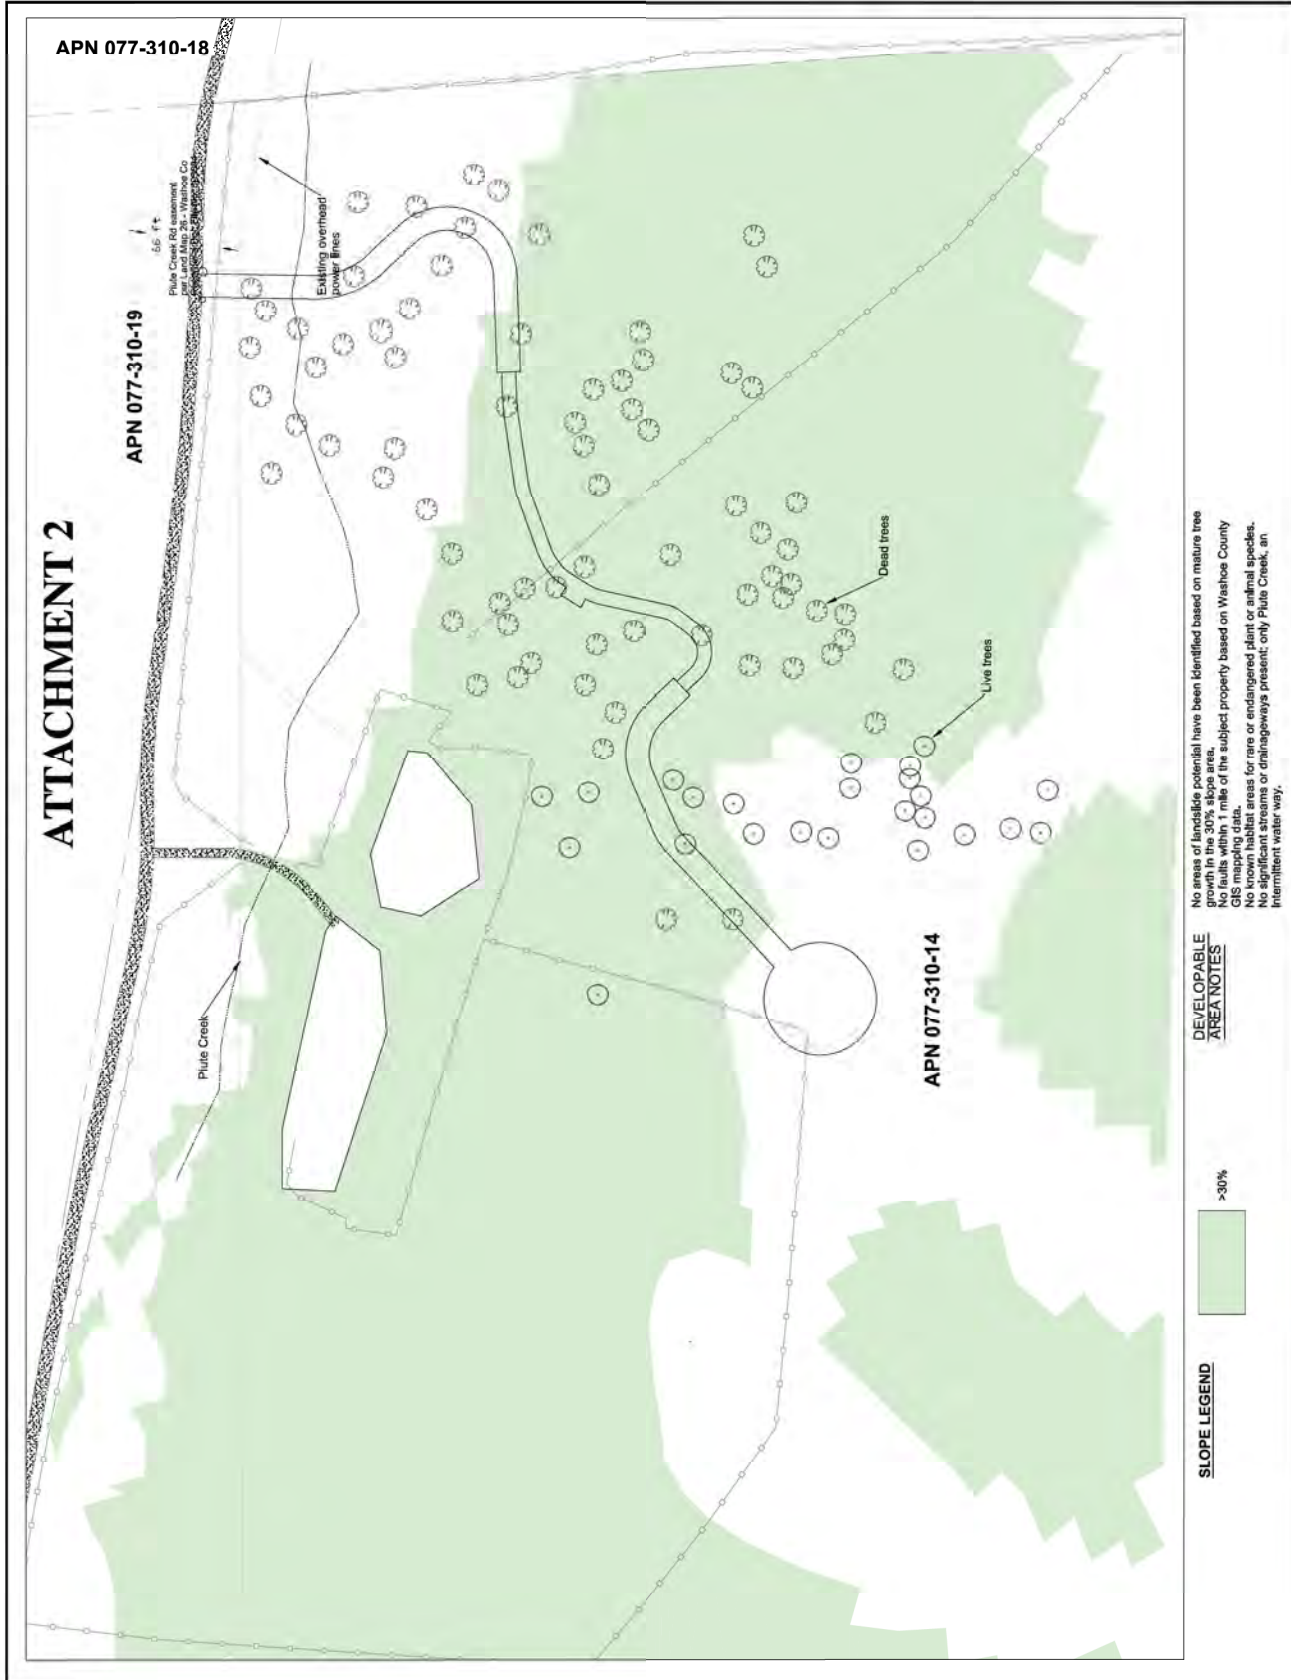 ATTACHMENT 2
APN 077-310-18
APN 077-310-19
66 ft
Piute Creek Rd easement
per Land Map 26 - Washoe Co
Existing overhead
power lines
Piute Creek
Dead trees
Live trees
APN 077-310-14
SLOPE LEGEND
>30%
DEVELOPABLE
AREA NOTES
No areas of landslide potential have been identified based on mature tree
growth in the 30% slope area.
No faults within 1 mile of the subject property based on Washoe County
GIS mapping data.
No known habitat areas for rare or endangered plant or animal species.
No significant streams or drainageways present; only Piute Creek, an
intermittent water way.